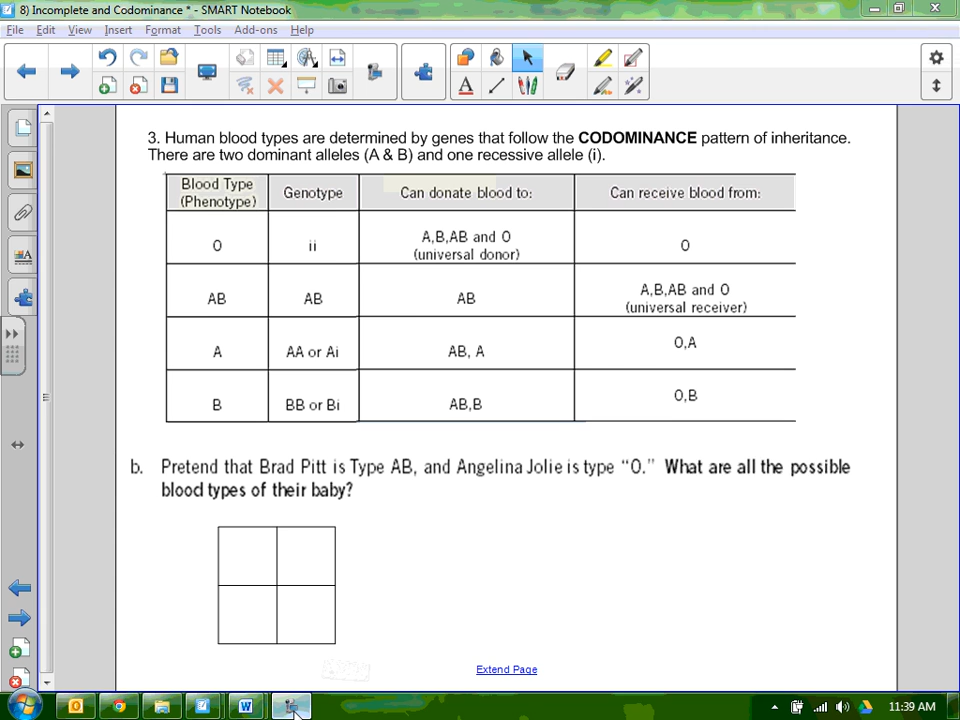 8) Incomplete and Codominance * - SMART Notebook
File Edit View Insert Format Tools Add-ons Help
3. Human blood types are determined by genes that follow the CODOMINANCE pattern of inheritance.
There are two dominant alleles (A & B) and one recessive allele (i).
Blood Type
(Phenotype)
Genotype
Can donate blood to:
Can receive blood from:
O
ii
A,B,AB and O
(universal donor)
O
AB
AB
AB
A,B,AB and O
(universal receiver)
A
AA or Ai
AB, A
O,A
B
BB or Bi
AB,B
O,B
b. Pretend that Brad Pitt is Type AB, and Angelina Jolie is type “O.” What are all the possible
blood types of their baby?
Extend Page
11:39 AM